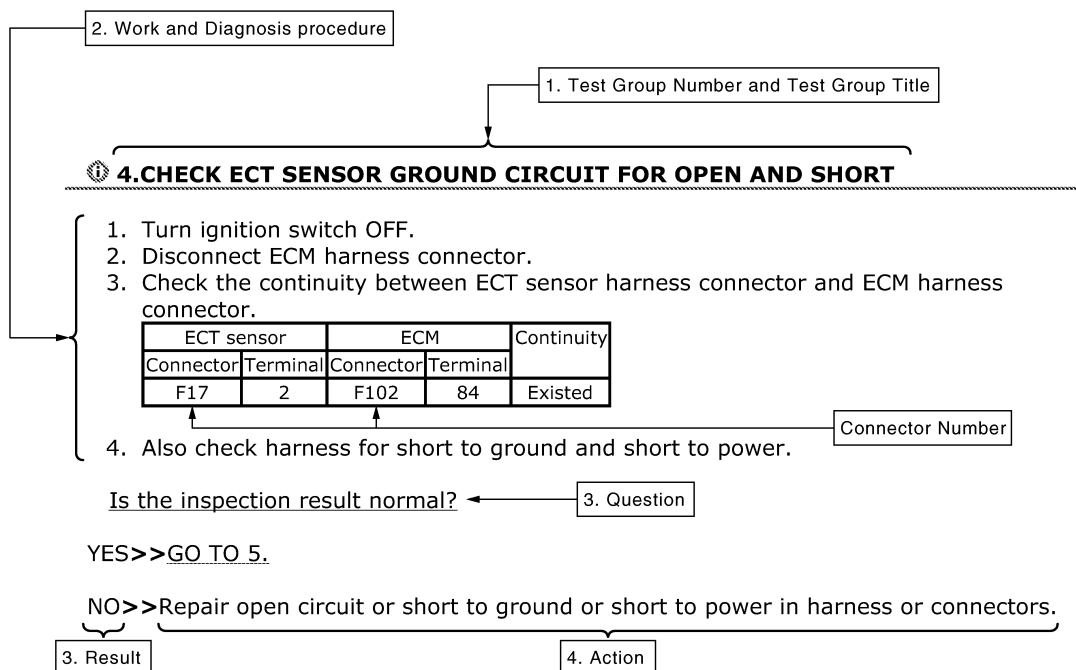 2. Work and Diagnosis procedure
1. Test Group Number and Test Group Title
4.CHECK ECT SENSOR GROUND CIRCUIT FOR OPEN AND SHORT
1. Turn ignition switch OFF.
2. Disconnect ECM harness connector.
3. Check the continuity between ECT sensor harness connector and ECM harness
connector.
ECT sensor ECM Continuity
Connector Terminal Connector Terminal
F17 2 F102 84 Existed
Connector Number
4. Also check harness for short to ground and short to power.
Is the inspection result normal?
3. Question
YES>>GO TO 5.
NO>>Repair open circuit or short to ground or short to power in harness or connectors.
3. Result
4. Action